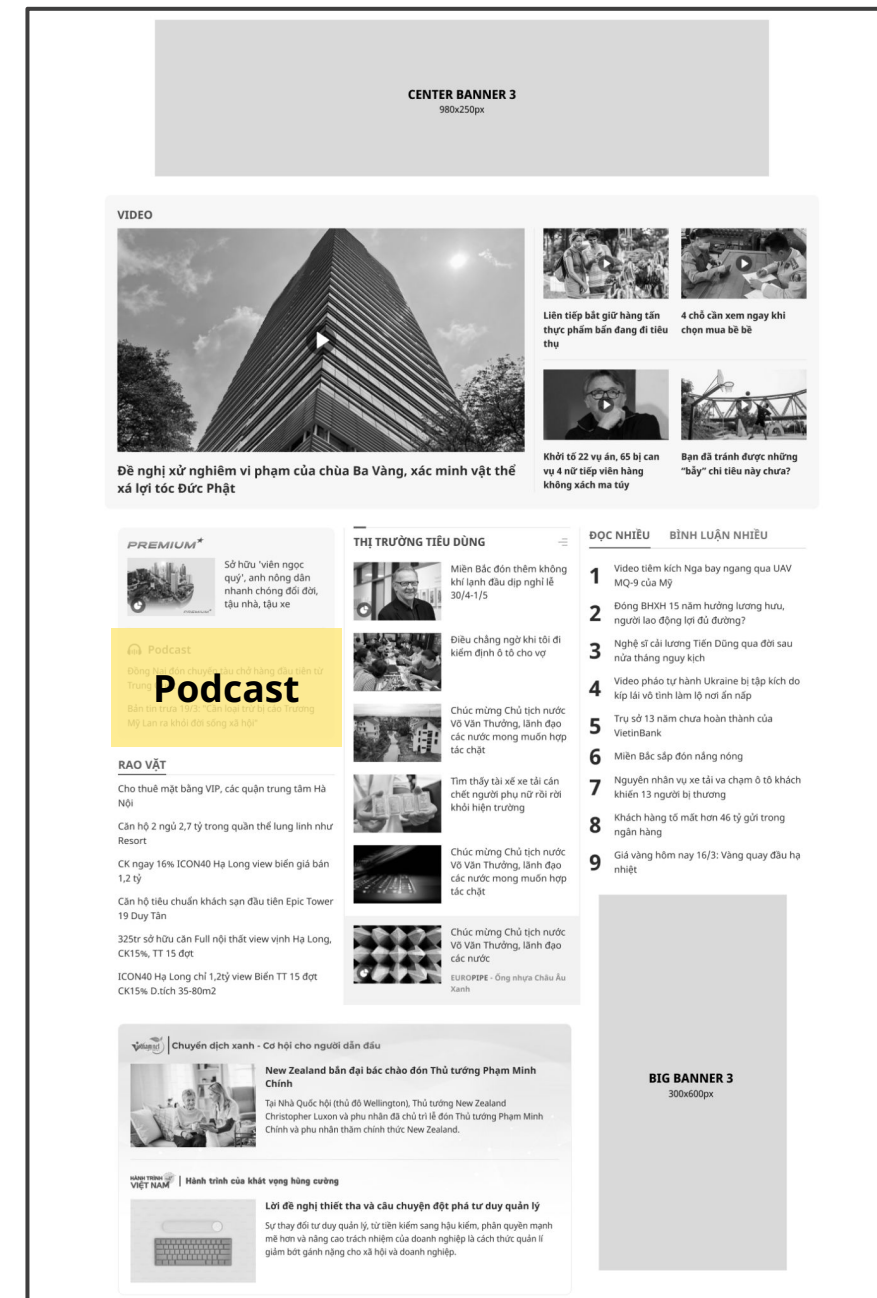 CENTER BANNER 3
980x250px
VIDEO
Đề nghị xử nghiêm vi phạm của chùa Ba Vàng, xác minh vật thể
xá lợi tóc Đức Phật
Liên tiếp bắt giữ hàng tấn
thực phẩm bẩn đang đi tiêu
thụ
4 chỗ cần xem ngay khi
chọn mua bề bề
Khởi tố 22 vụ án, 65 bị can
vụ 4 nữ tiếp viên hàng
không xách ma túy
Bạn đã tránh được những
“bẫy” chi tiêu này chưa?
PREMIUM
Sở hữu 'viên ngọc
quý', anh nông dân
nhanh chóng đổi đời,
tậu nhà, tậu xe
Podcast
Đồng Nai đón chuyến tàu chở hàng đầu tiên từ
Trung
Podcast
Bản tin trưa 19/3: “Cần loại trừ bị cáo Trương
Mỹ Lan ra khỏi đời sống xã hội”
RAO VẶT
Cho thuê mặt bằng VIP, các quận trung tâm Hà
Nội
Căn hộ 2 ngủ 2,7 tỷ trong quần thể lung linh như
Resort
CK ngay 16% ICON40 Hạ Long view biển giá bán
1,2 tỷ
Căn hộ tiêu chuẩn khách sạn đầu tiên Epic Tower
19 Duy Tân
325tr sở hữu căn Full nội thất view vịnh Hạ Long,
CK15%, TT 15 đợt
ICON40 Hạ Long chỉ 1,2tỷ view Biển TT 15 đợt
CK15% D.tích 35-80m2
THỊ TRƯỜNG TIÊU DÙNG
Miền Bắc đón thêm không
khí lạnh đầu dịp nghỉ lễ
30/4-1/5
Điều chẳng ngờ khi tôi đi
kiểm định ô tô cho vợ
Chúc mừng Chủ tịch nước
Võ Văn Thưởng, lãnh đạo
các nước mong muốn hợp
tác chặt
Tìm thấy tài xế xe tải cán
chết người phụ nữ rồi rời
khỏi hiện trường
Chúc mừng Chủ tịch nước
Võ Văn Thưởng, lãnh đạo
các nước mong muốn hợp
tác chặt
Chúc mừng Chủ tịch nước
Võ Văn Thưởng, lãnh đạo
các nước
EUROPIPE - Ống nhựa Châu Âu
Xanh
ĐỌC NHIỀU BÌNH LUẬN NHIỀU
1 Video tiêm kích Nga bay ngang qua UAV
MQ-9 của Mỹ
2 Đóng BHXH 15 năm hưởng lương hưu,
người lao động lợi đủ đường?
3 Nghệ sĩ cải lương Tiến Dũng qua đời sau
nửa tháng nguy kịch
4 Video pháo tự hành Ukraine bị tập kích do
kíp lái vô tình làm lộ nơi ẩn nấp
5 Trụ sở 13 năm chưa hoàn thành của
VietinBank
6 Miền Bắc sắp đón nắng nóng
7 Nguyên nhân vụ xe tải va chạm ô tô khách
khiến 13 người bị thương
8 Khách hàng tố mất hơn 46 tỷ gửi trong
ngân hàng
9 Giá vàng hôm nay 16/3: Vàng quay đầu hạ
nhiệt
BIG BANNER 3
300x600px
Chuyển dịch xanh - Cơ hội cho người dẫn đầu
New Zealand bắn đại bác chào đón Thủ tướng Phạm Minh
Chính
Tại Nhà Quốc hội (thủ đô Wellington), Thủ tướng New Zealand
Christopher Luxon và phu nhân đã chủ trì lễ đón Thủ tướng Phạm Minh
Chính và phu nhân thăm chính thức New Zealand.
HÀNH TRÌNH
VIỆT NAM | Hành trình của khát vọng hùng cường
Lời đề nghị thiết tha và câu chuyện đột phá tư duy quản lý
Sự thay đổi tư duy quản lý, từ tiền kiểm sang hậu kiểm, phân quyền mạnh
mẽ hơn và nâng cao trách nhiệm của doanh nghiệp là cách thức quản lí
giảm bớt gánh nặng cho xã hội và doanh nghiệp.